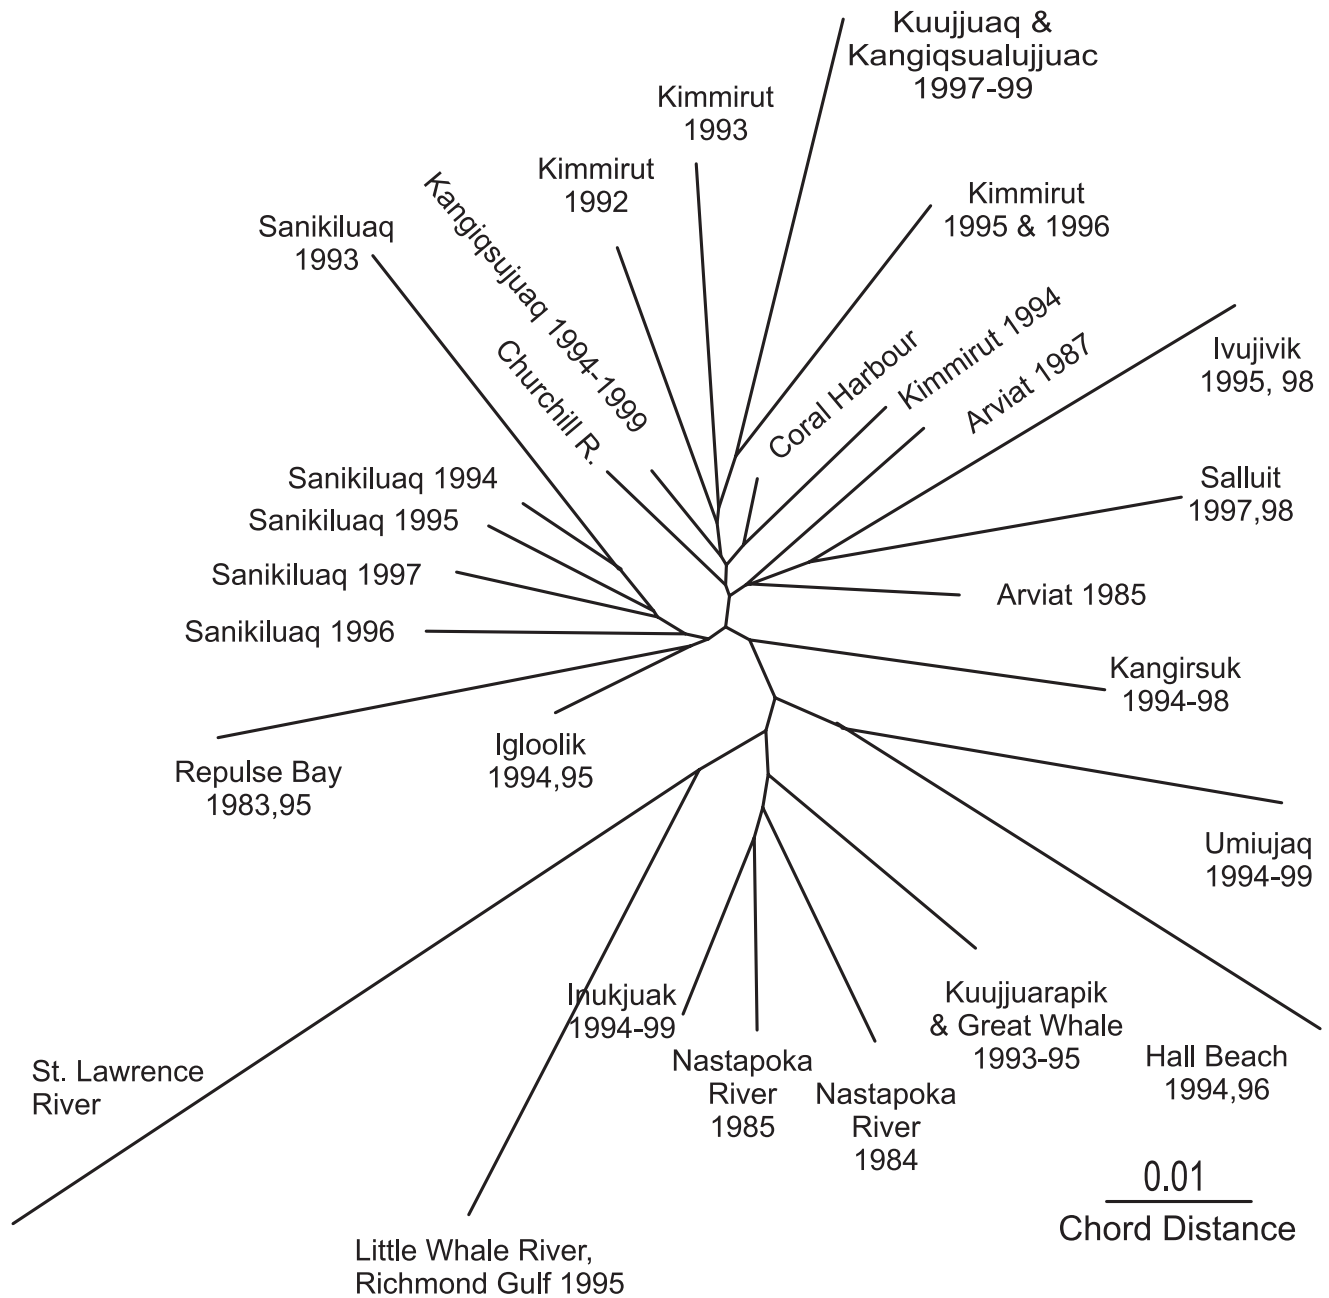 Kuujjuaq &
Kangiqsualujjuac
1997-99
Kimmirut
1993
Kimmirut
1992
Kangiqsujuaq 1994-1999
Kimmirut
1995 & 1996
Sanikiluaq
1993
Churchill R.
Coral Harbour
Kimmirut 1994
Arviat 1987
Ivujivik
1995, 98
Sanikiluaq 1994
Salluit
1997,98
Sanikiluaq 1995
Sanikiluaq 1997
Arviat 1985
Sanikiluaq 1996
Kangirsuk
1994-98
Igloolik
1994,95
Repulse Bay
1983,95
Umiujaq
1994-99
Inukjuak
1994-99
Kuujjuarapik
& Great Whale
1993-95
Hall Beach
1994,96
St. Lawrence
River
Nastapoka
River
1985
Nastapoka
River
1984
0.01
Chord Distance
Little Whale River,
Richmond Gulf 1995